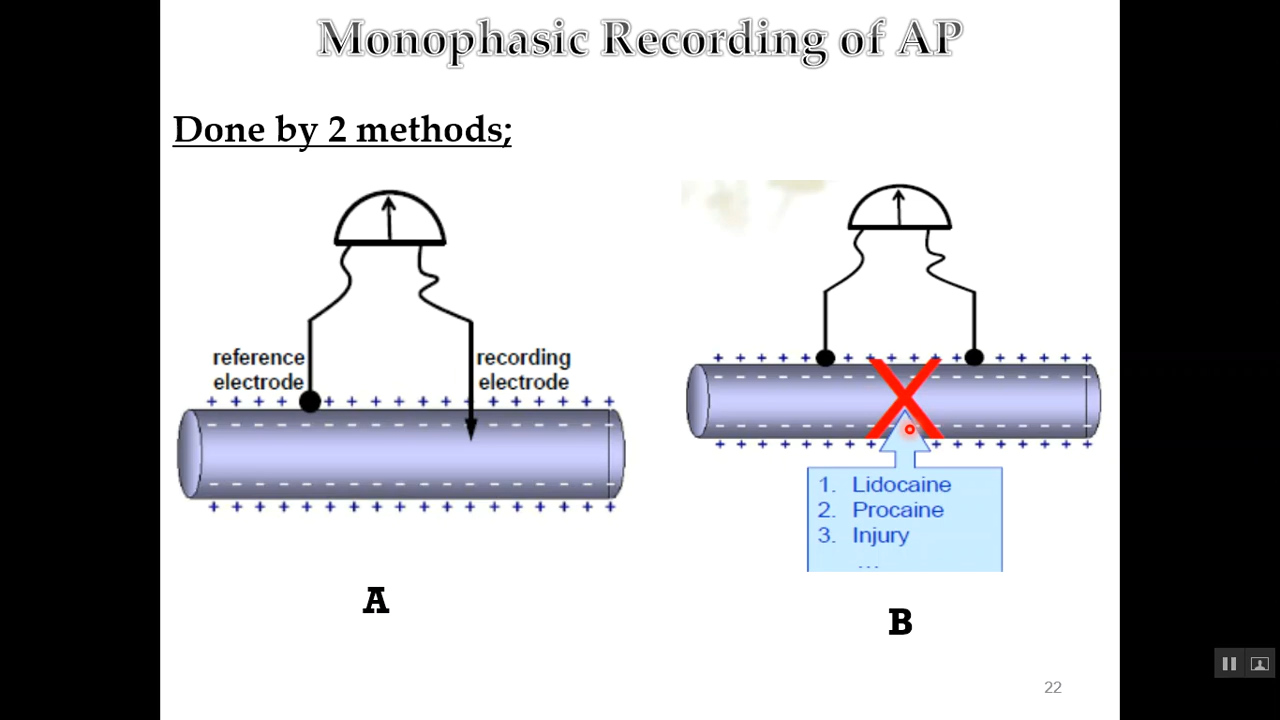 Monophasic Recording of AP
Done by 2 methods;
reference
electrode
recording
electrode
1. Lidocaine
2. Procaine
3. Injury
...
A
B
22